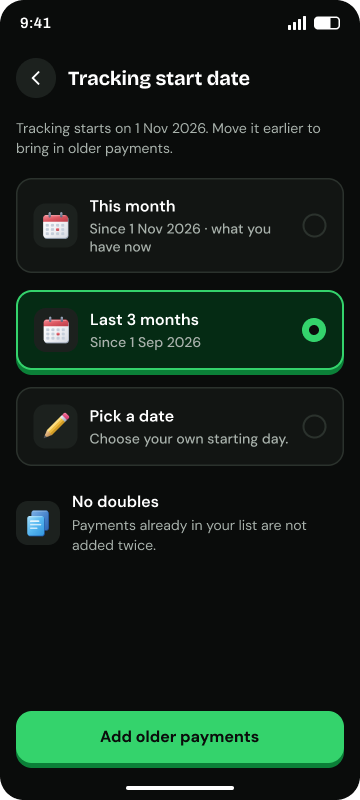 9:41
Tracking start date
Tracking starts on 1 Nov 2026. Move it earlier to
bring in older payments.
This month
Since 1 Nov 2026 · what you
have now
Last 3 months
Since 1 Sep 2026
Pick a date
Choose your own starting day.
No doubles
Payments already in your list are not
added twice.
Add older payments